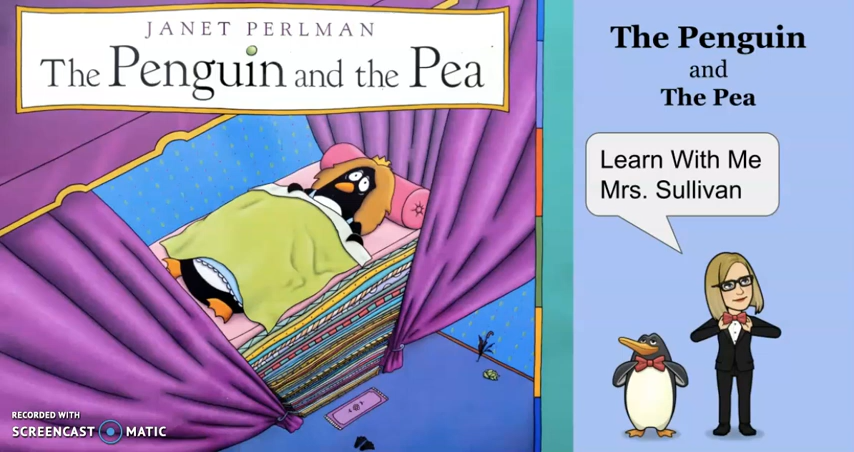 JANET PERLMAN
The Penguin and the Pea
The Penguin
and
The Pea
Learn With Me
Mrs. Sullivan
RECORDED WITH
SCREENCAST MATIC